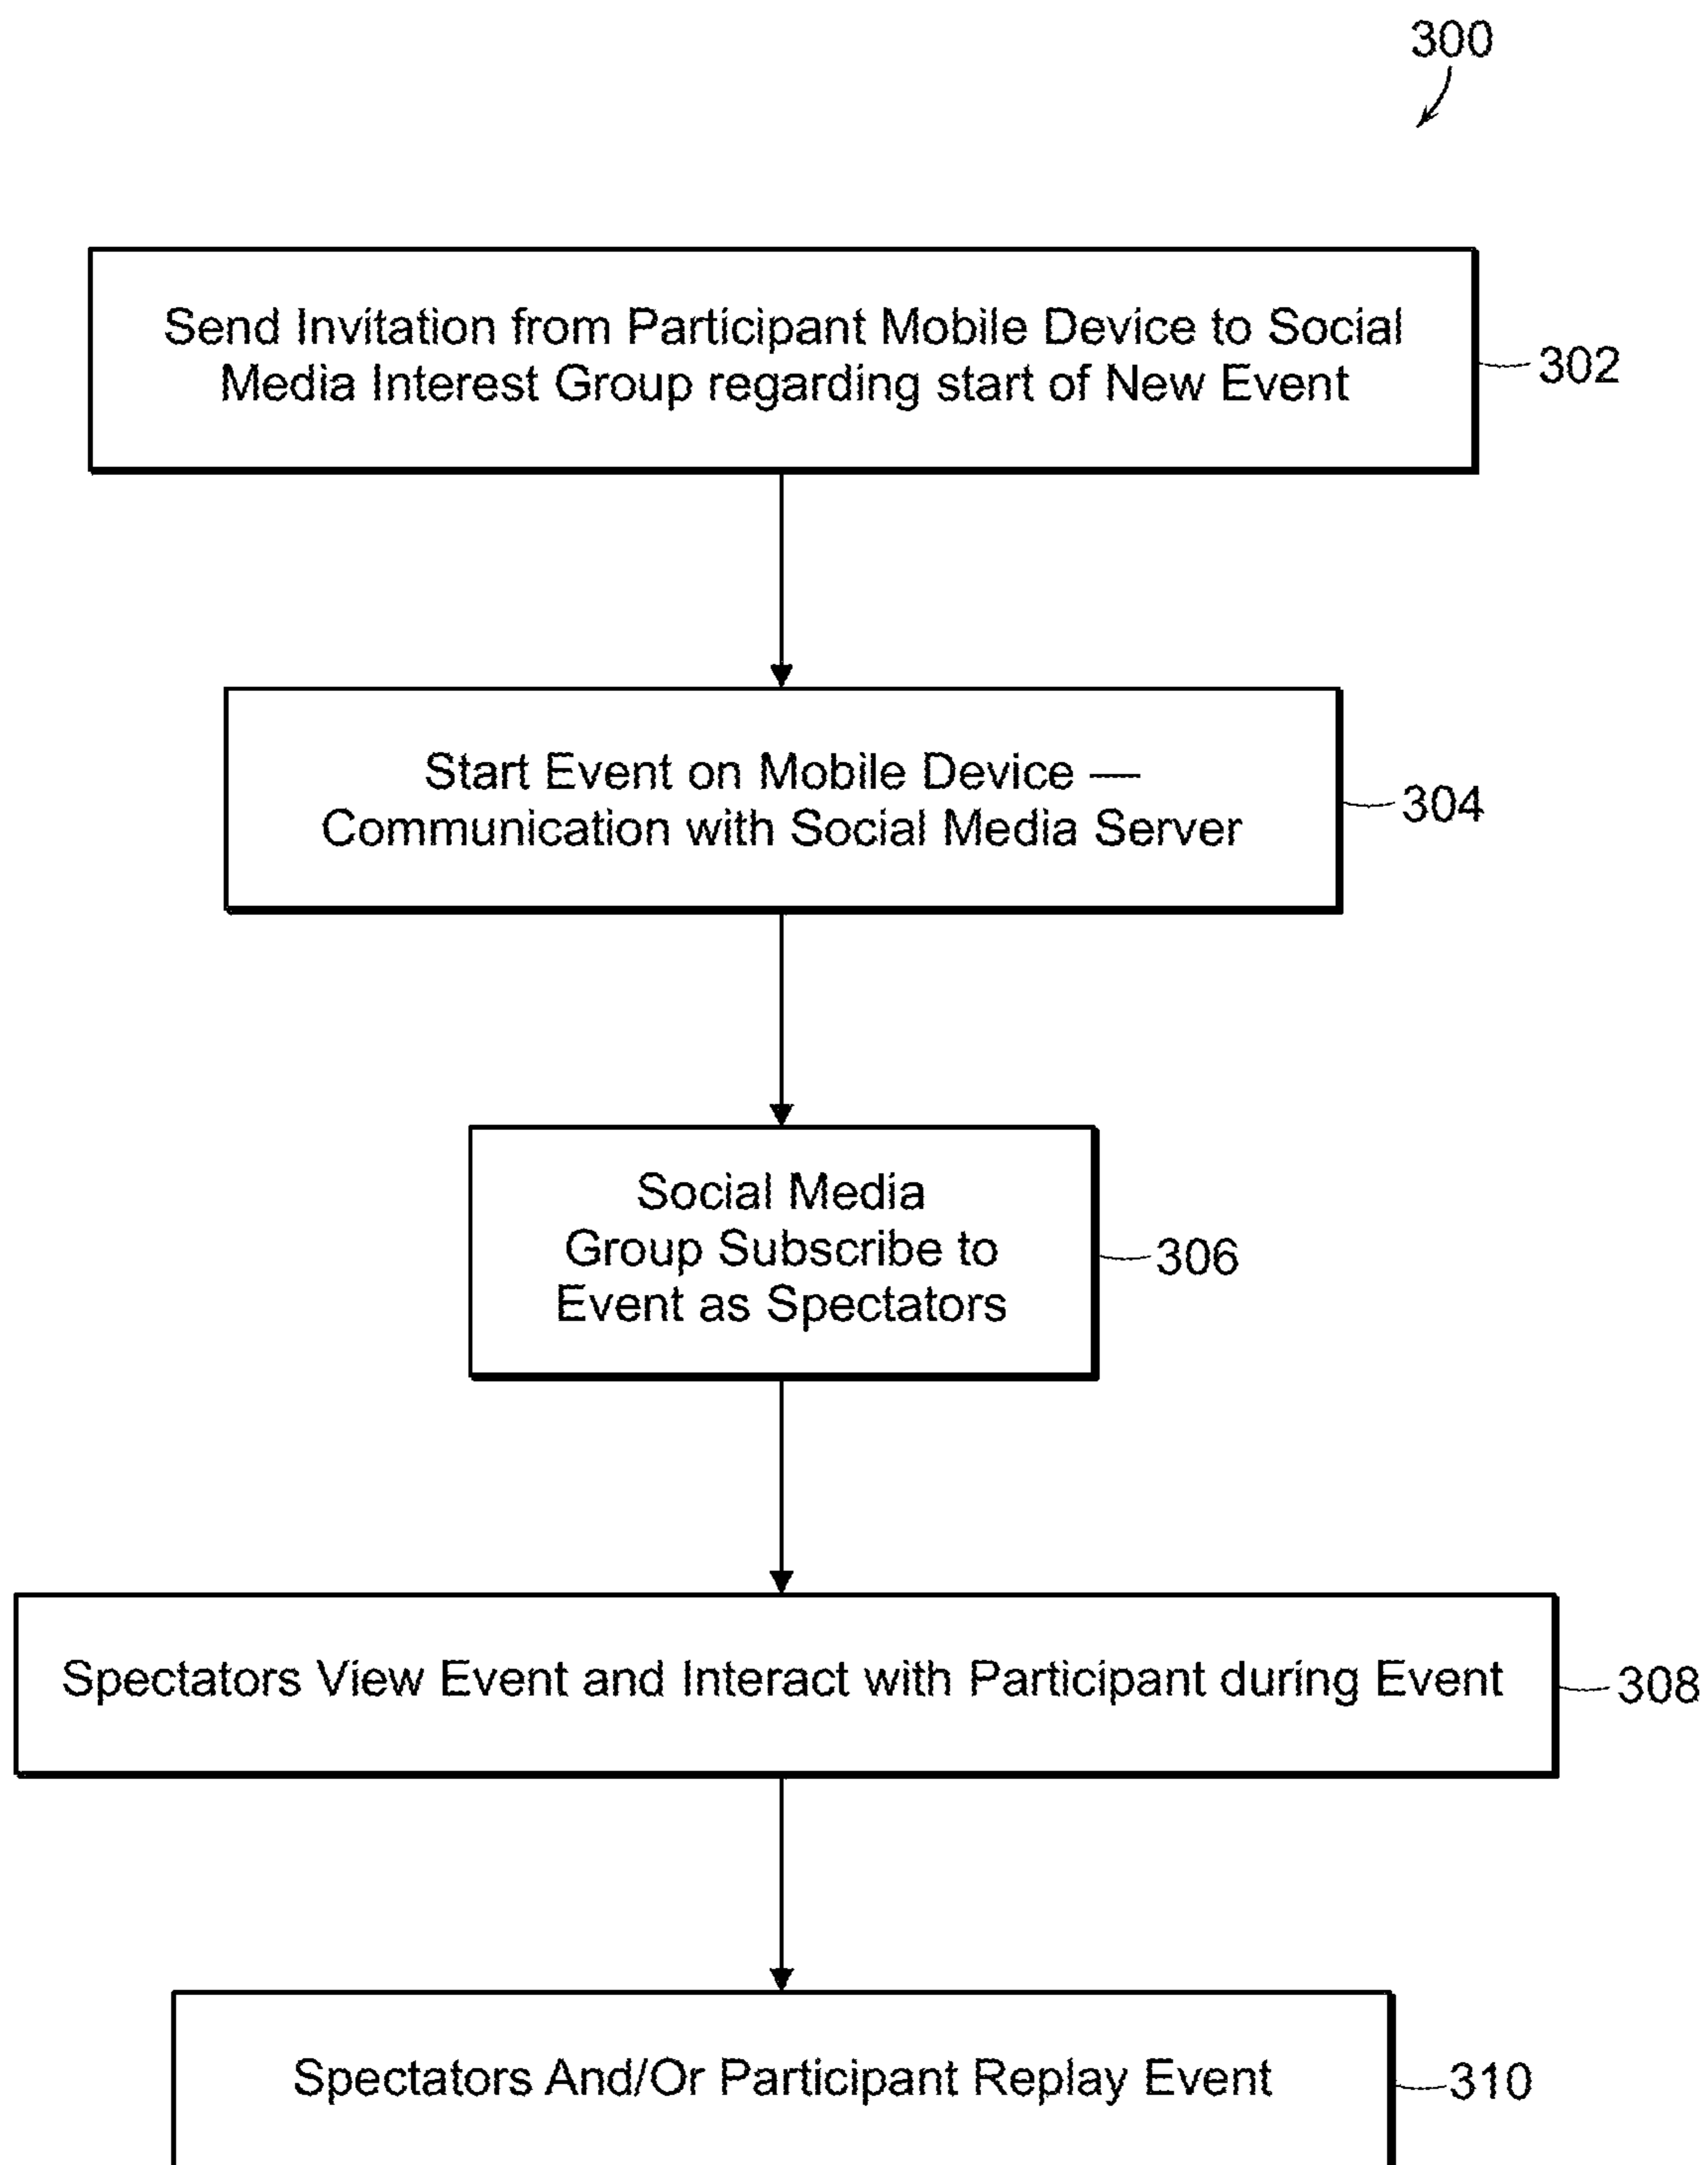 300
Send Invitation from Participant Mobile Device to Social
Media Interest Group regarding start of New Event
302
Start Event on Mobile Device —
Communication with Social Media Server
304
Social Media
Group Subscribe to
Event as Spectators
306
Spectators View Event and Interact with Participant during Event
308
Spectators And/Or Participant Replay Event
310